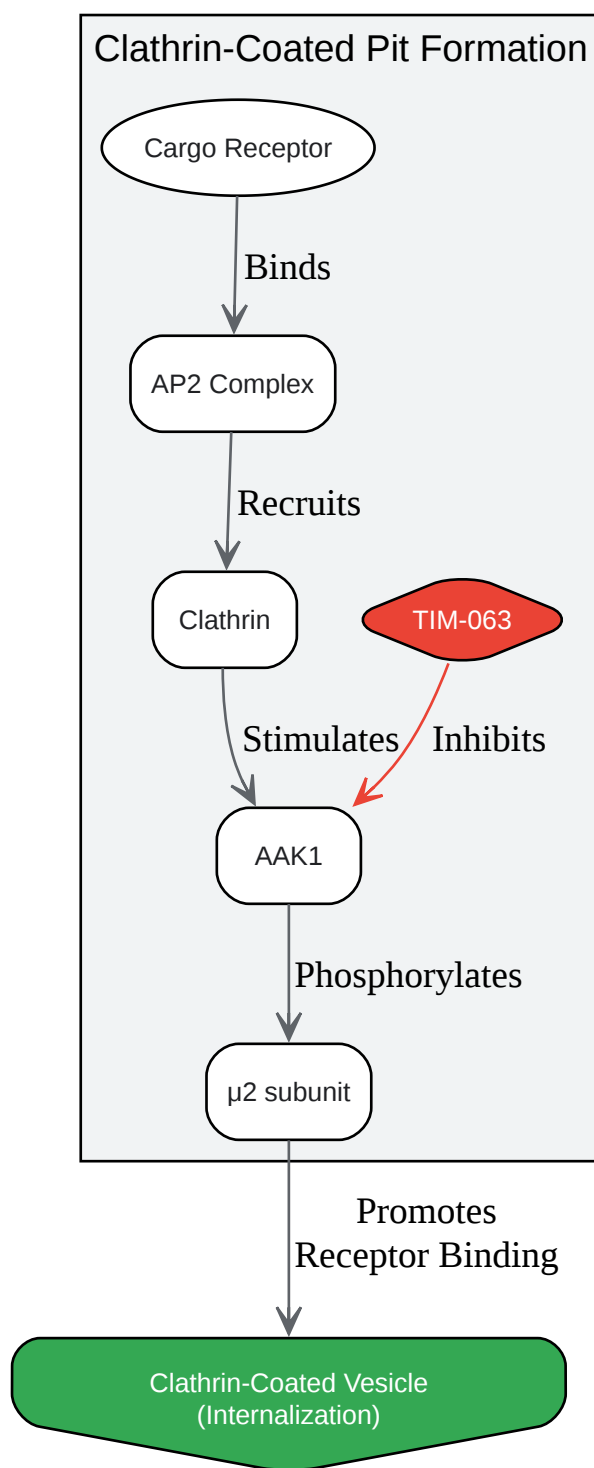 Clathrin-Coated Pit Formation
Cargo Receptor
Binds
AP2 Complex
Recruits
Clathrin
TIM-063
Stimulates
Inhibits
AAK1
Phosphorylates
μ2 subunit
Promotes
Receptor Binding
Clathrin-Coated Vesicle
(Internalization)